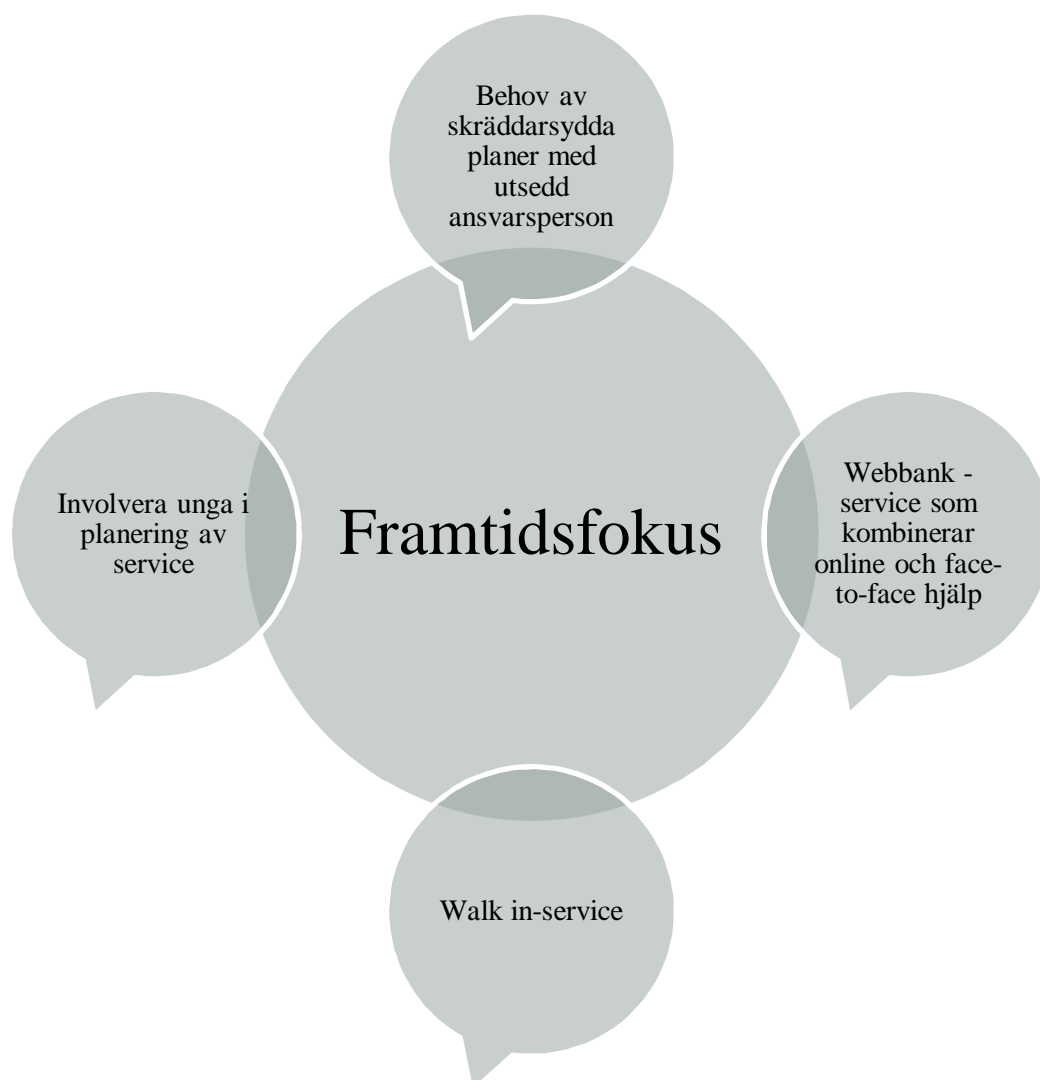 Behov av
skräddarsydda
planer med
utsedd
ansvarsperson
Involvera unga i
planering av
service
Framtidsfokus
Webbank -
service som
kombinerar
online och face-
to-face hjälp
Walk in-service